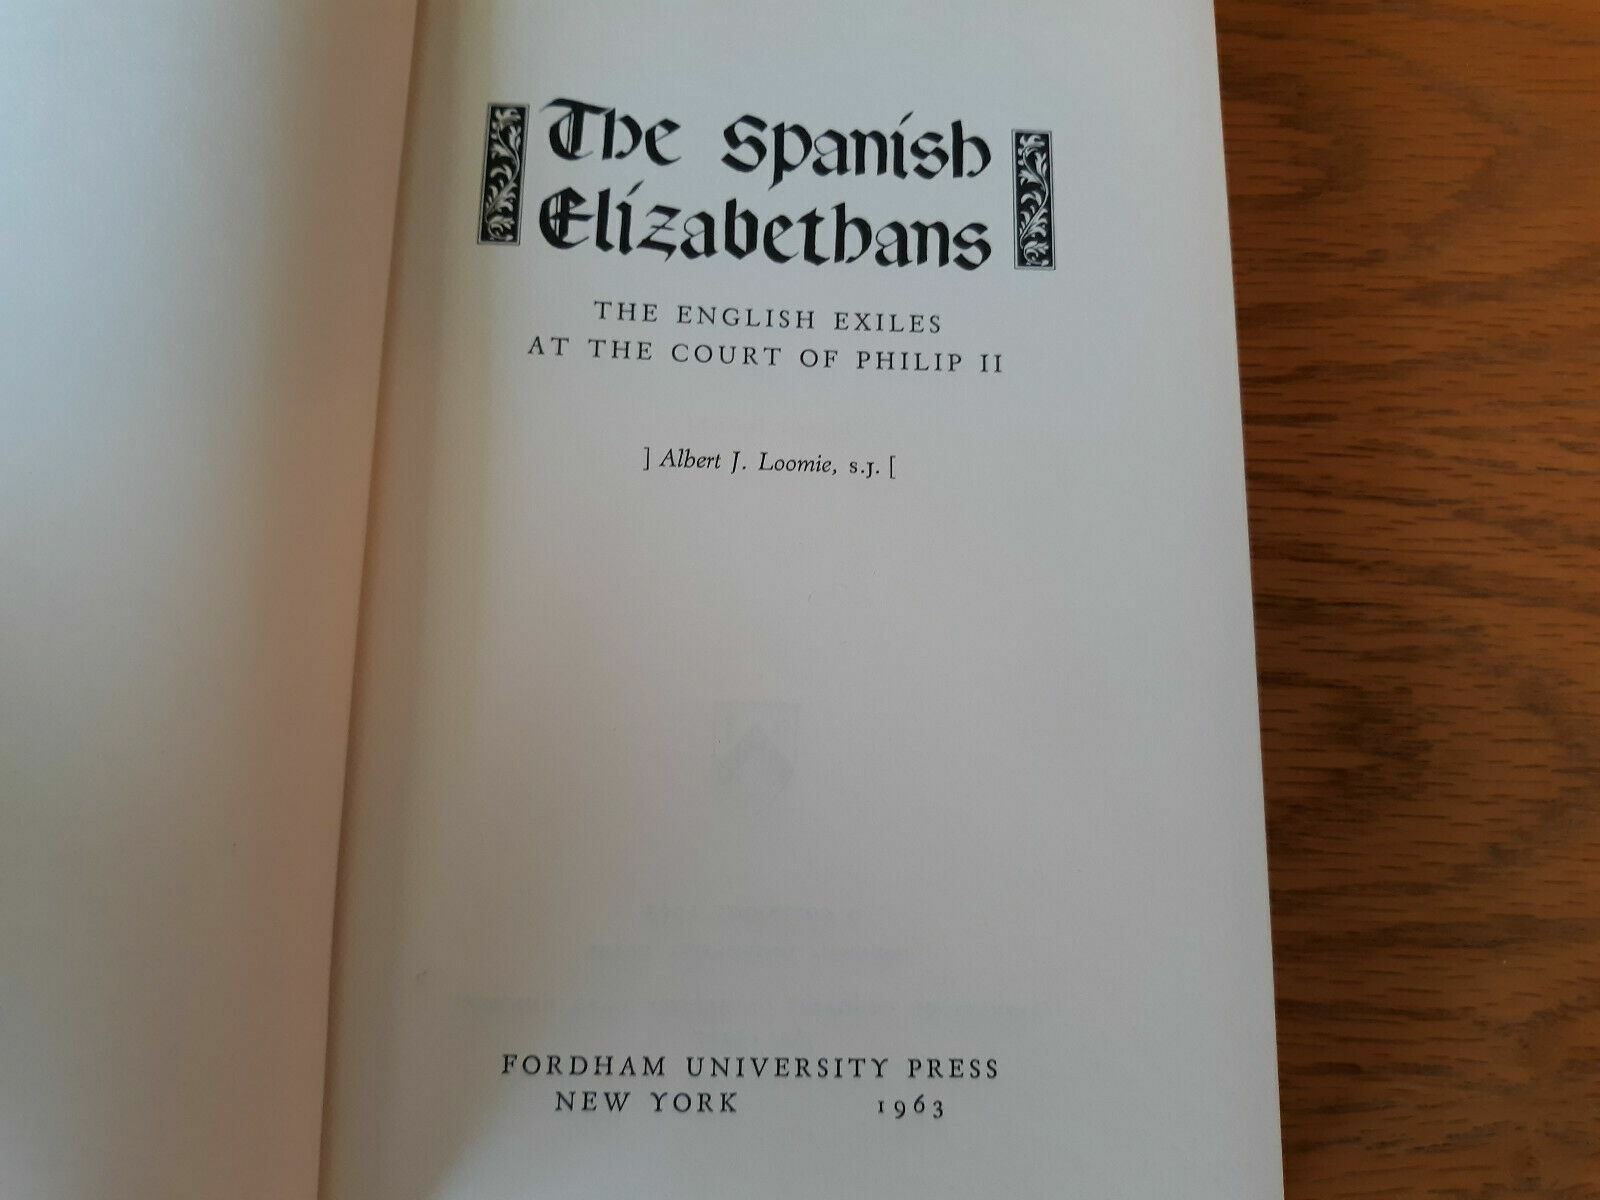 The Spanish
Elizabethans
THE ENGLISH EXILES
AT THE COURT OF PHILIP II
] Albert J. Loomie, S.J. [
FORDHAM UNIVERSITY PRESS
NEW YORK 1963